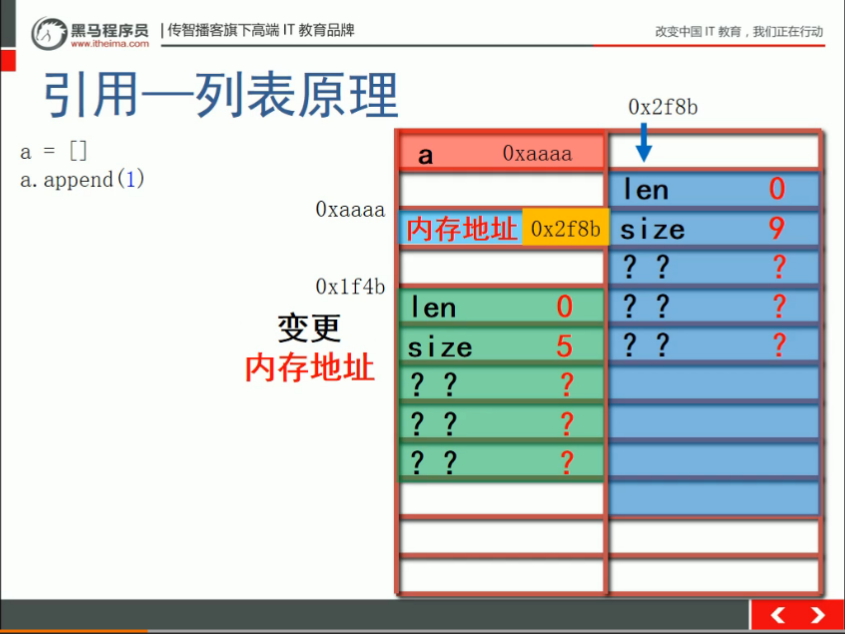 黑马程序员
www.itheima.com
传智播客旗下高端 IT 教育品牌
改变中国 IT 教育，我们正在行动
引用—列表原理
a = []
a.append(1)
0x2f8b
a 0xaaaa
0xaaaa
内存地址 0x2f8b
0x1f4b
变更
内存地址
len 0
size 5
? ? ?
? ? ?
? ? ?
len 0
size 9
? ? ?
? ? ?
? ? ?